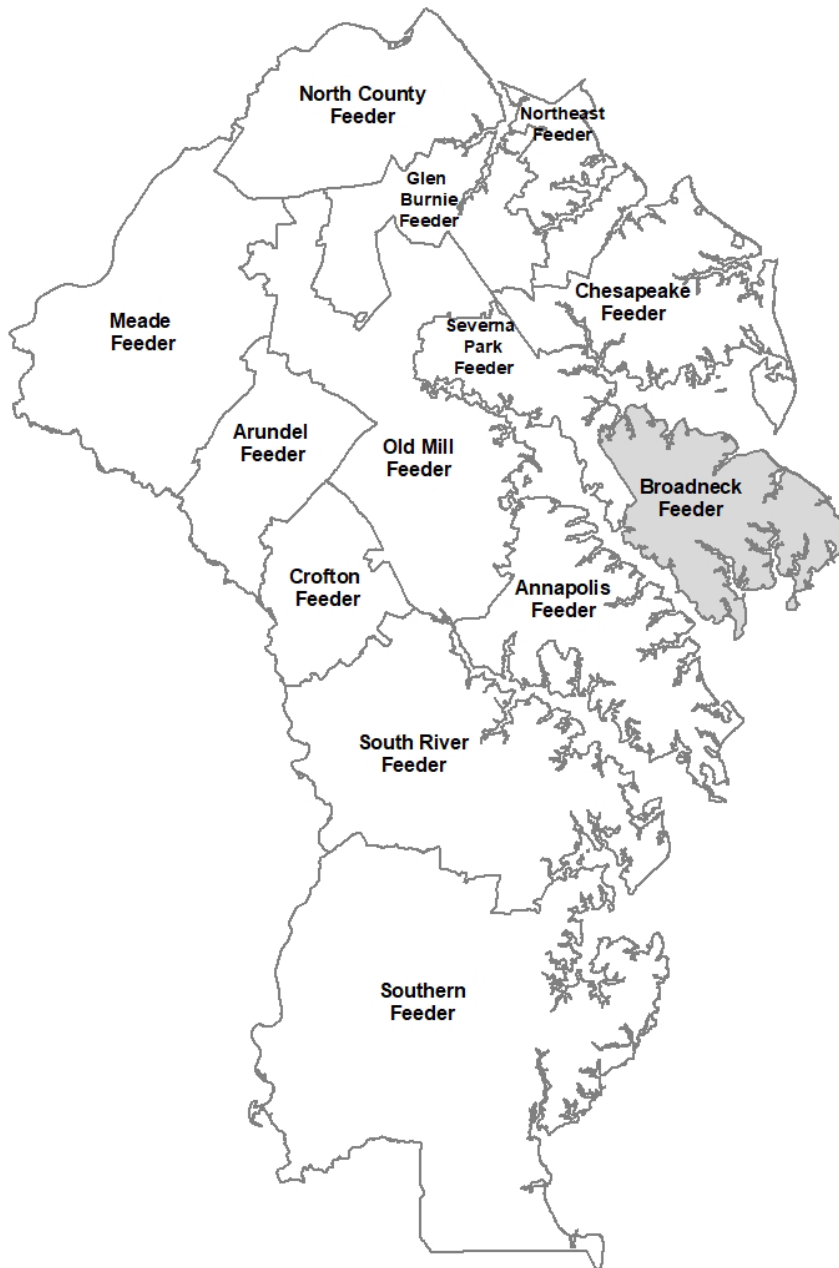 North County
Feeder
Northeast
Feeder
Glen
Burnie
Feeder
Chesapeake
Feeder
Meade
Feeder
Severna
Park
Feeder
Arundel
Feeder
Old Mill
Feeder
Broadneck
Feeder
Crofton
Feeder
Annapolis
Feeder
South River
Feeder
Southern
Feeder